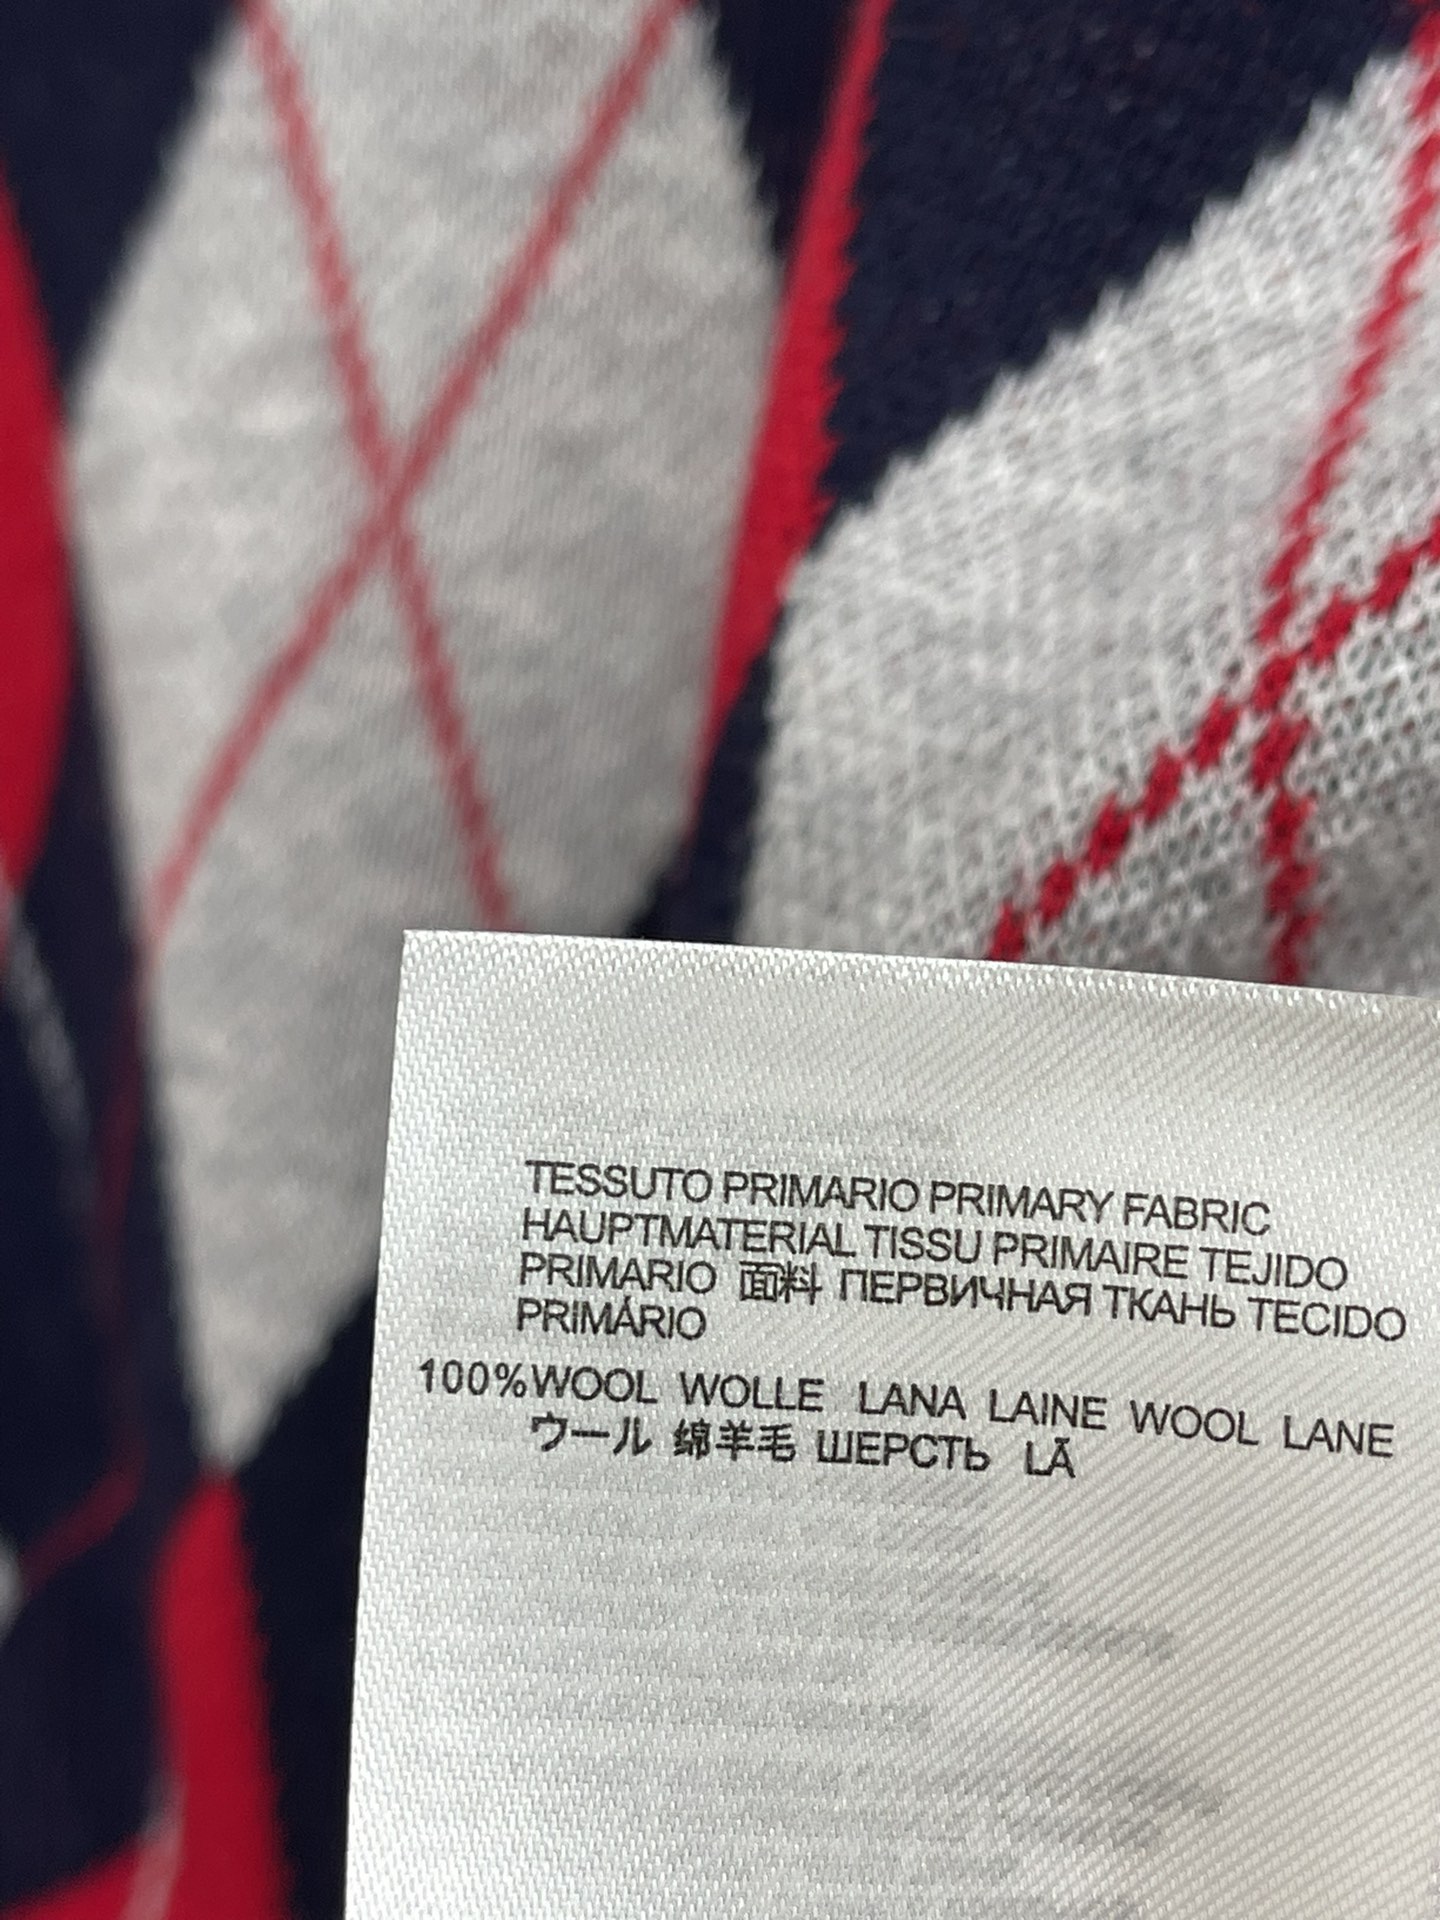 TESSUTO PRIMARIO PRIMARY FABRIC
HAUPTMATERIAL TISSU PRIMAIRE TEJIDO
PRIMARIO 面料 ПЕРВИЧНАЯ ТКАНЬ TECIDO
PRIMÁRIO
100%WOOL WOLLE LANA LAINE WOOL LANE
ウール 绵羊毛 ШЕРСТЬ LÃ